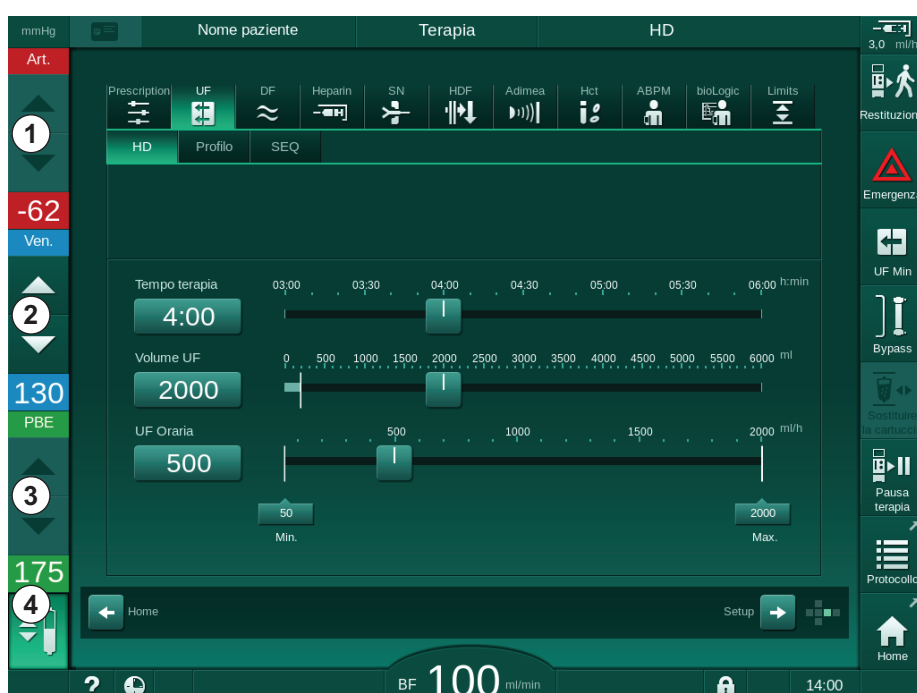 mmHg
Nome paziente
Terapia
HD
3,0 ml/h
Art.
1
-62
Ven.
2
130
PBE
3
175
4
Prescription
UF
DF
Heparin
SN
HDF
Adimea
Hct
ABPM
bioLogic
Limits
HD
Profilo
SEQ
Tempo terapia
03:00 03:30 04:00 04:30 05:00 05:30 06:00 h:min
4:00
Volume UF
0 500 1000 1500 2000 2500 3000 3500 4000 4500 5000 5500 6000 ml
2000
UF Oraria
500 1000 1500 2000 ml/h
500
50
Min.
2000
Max.
Home
Setup
Restituzion
Emergenza
UF Min
Bypass
Sostituire
la cartucci
Pausa
terapia
Protocollo
Home
?
BF 100 ml/min
14:00